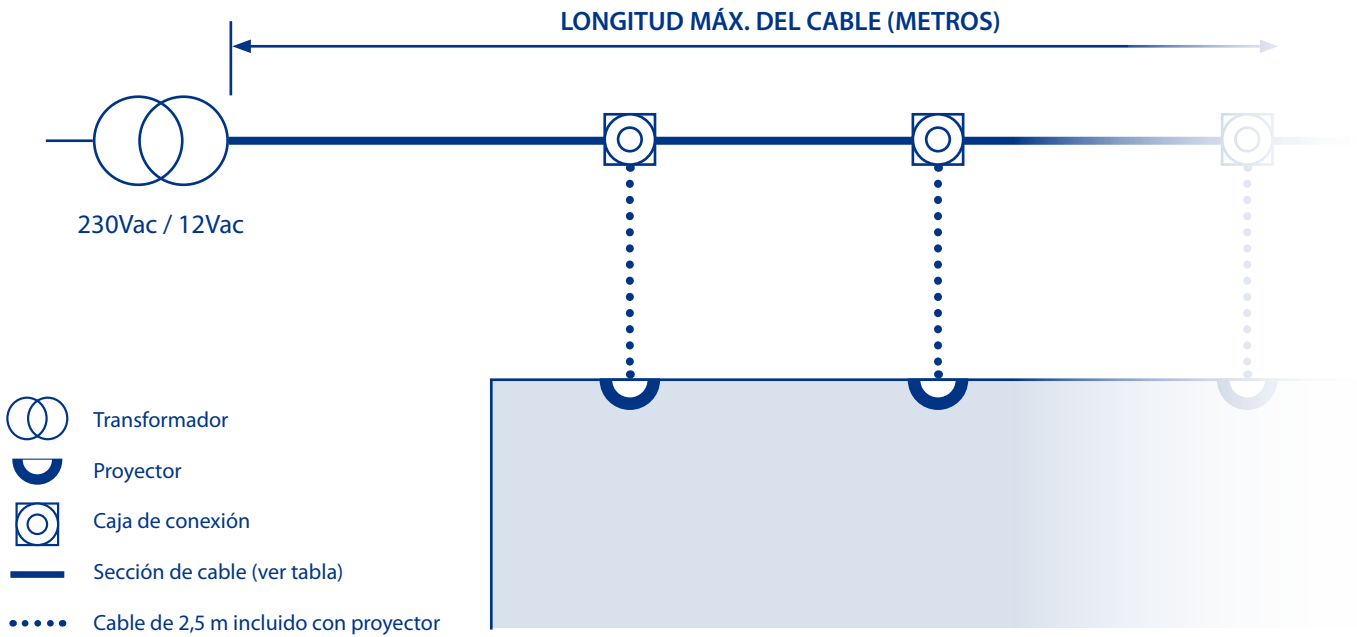 LONGITUD MÁX. DEL CABLE (METROS)
230Vac / 12Vac
Transformador
Proyector
Caja de conexión
Sección de cable (ver tabla)
Cable de 2,5 m incluido con proyector